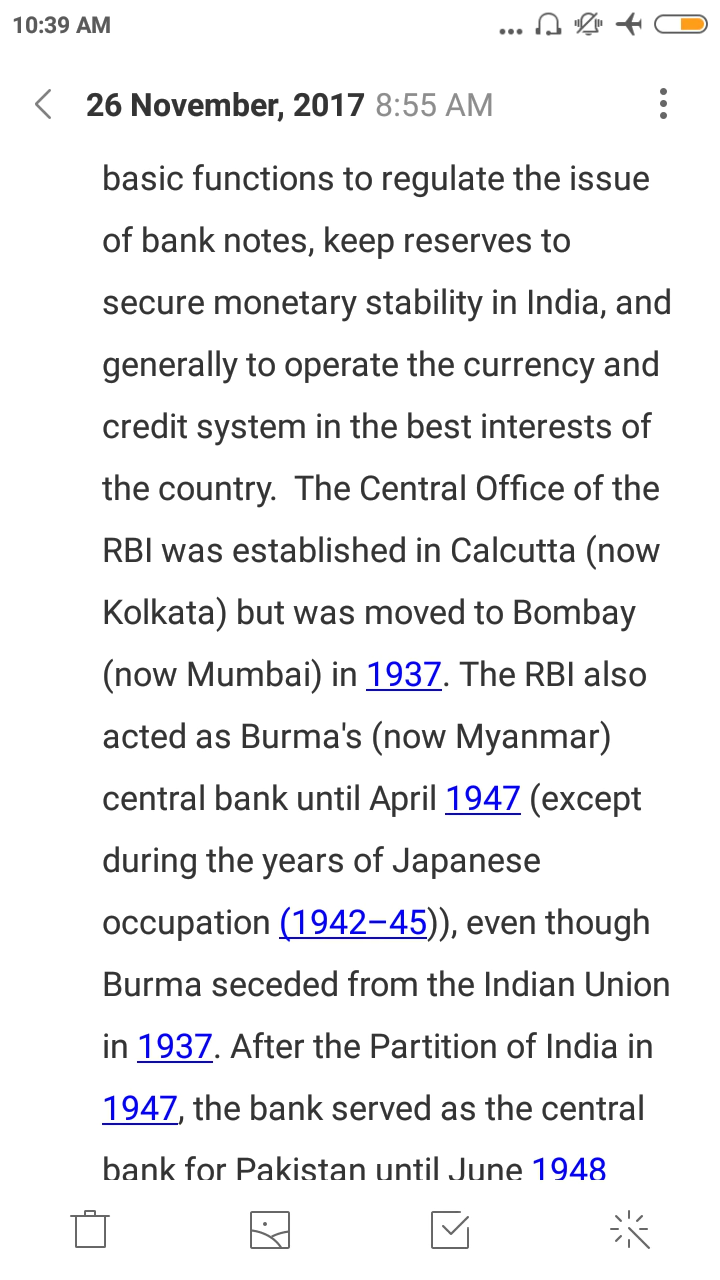 10:39 AM
26 November, 2017 8:55 AM
basic functions to regulate the issue
of bank notes, keep reserves to
secure monetary stability in India, and
generally to operate the currency and
credit system in the best interests of
the country.  The Central Office of the
RBI was established in Calcutta (now
Kolkata) but was moved to Bombay
(now Mumbai) in 1937. The RBI also
acted as Burma's (now Myanmar)
central bank until April 1947 (except
during the years of Japanese
occupation (1942–45)), even though
Burma seceded from the Indian Union
in 1937. After the Partition of India in
1947, the bank served as the central
bank for Pakistan until June 1948